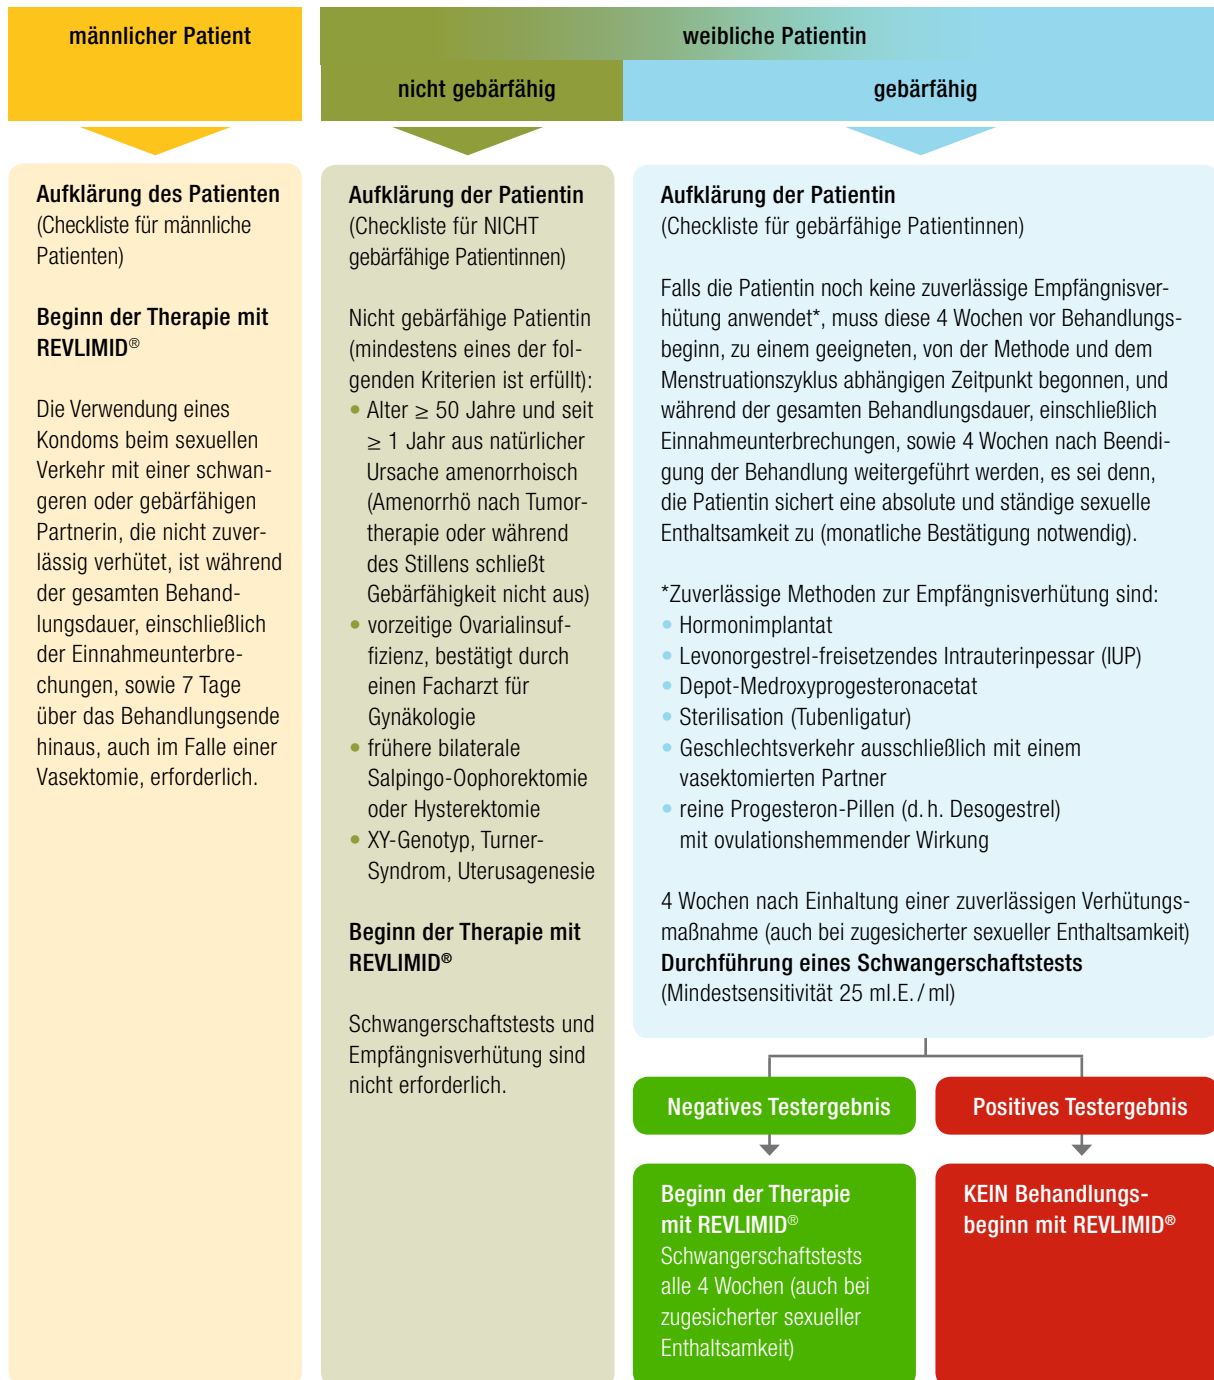 männlicher Patient
weibliche Patientin
nicht gebärfähig
gebärfähig
Aufklärung des Patienten
(Checkliste für männliche
Patienten)
Beginn der Therapie mit
REVLIMID®
Die Verwendung eines
Kondoms beim sexuellen
Verkehr mit einer schwan-
geren oder gebärfähigen
Partnerin, die nicht zuver-
lässig verhütet, ist während
der gesamten Behand-
lungsdauer, einschließlich
der Einnahmeunterbre-
chungen, sowie 7 Tage
über das Behandlungsende
hinaus, auch im Falle einer
Vasektomie, erforderlich.
Aufklärung der Patientin
(Checkliste für NICHT
gebärfähige Patientinnen)
Nicht gebärfähige Patientin
(mindestens eines der fol-
genden Kriterien ist erfüllt):
• Alter ≥ 50 Jahre und seit
≥ 1 Jahr aus natürlicher
Ursache amenorrhoisch
(Amenorrhö nach Tumor-
therapie oder während
des Stillens schließt
Gebärfähigkeit nicht aus)
• vorzeitige Ovarialinsuf-
fizienz, bestätigt durch
einen Facharzt für
Gynäkologie
• frühere bilaterale
Salpingo-Oophorektomie
oder Hysterektomie
• XY-Genotyp, Turner-
Syndrom, Uterusagenesie
Beginn der Therapie mit
REVLIMID®
Schwangerschaftstests und
Empfängnisverhütung sind
nicht erforderlich.
Aufklärung der Patientin
(Checkliste für gebärfähige Patientinnen)
Falls die Patientin noch keine zuverlässige Empfängnisver-
hütung anwendet*, muss diese 4 Wochen vor Behandlungs-
beginn, zu einem geeigneten, von der Methode und dem
Menstruationszyklus abhängigen Zeitpunkt begonnen, und
während der gesamten Behandlungsdauer, einschließlich
Einnahmeunterbrechungen, sowie 4 Wochen nach Beendi-
gung der Behandlung weitergeführt werden, es sei denn,
die Patientin sichert eine absolute und ständige sexuelle
Enthaltsamkeit zu (monatliche Bestätigung notwendig).
*Zuverlässige Methoden zur Empfängnisverhütung sind:
• Hormonimplantat
• Levonorgestrel-freisetzendes Intrauterinpessar (IUP)
• Depot-Medroxyprogesteronacetat
• Sterilisation (Tubenligatur)
• Geschlechtsverkehr ausschließlich mit einem
vasektomierten Partner
• reine Progesteron-Pillen (d. h. Desogestrel)
mit ovulationshemmender Wirkung
4 Wochen nach Einhaltung einer zuverlässigen Verhütungs-
maßnahme (auch bei zugesicherter sexueller Enthaltsamkeit)
Durchführung eines Schwangerschaftstests
(Mindestsensitivität 25 ml.E. / ml)
Negatives Testergebnis
Positives Testergebnis
Beginn der Therapie
mit REVLIMID®
Schwangerschaftstests
alle 4 Wochen (auch bei
zugesicherter sexueller
Enthaltsamkeit)
KEIN Behandlungs-
beginn mit REVLIMID®